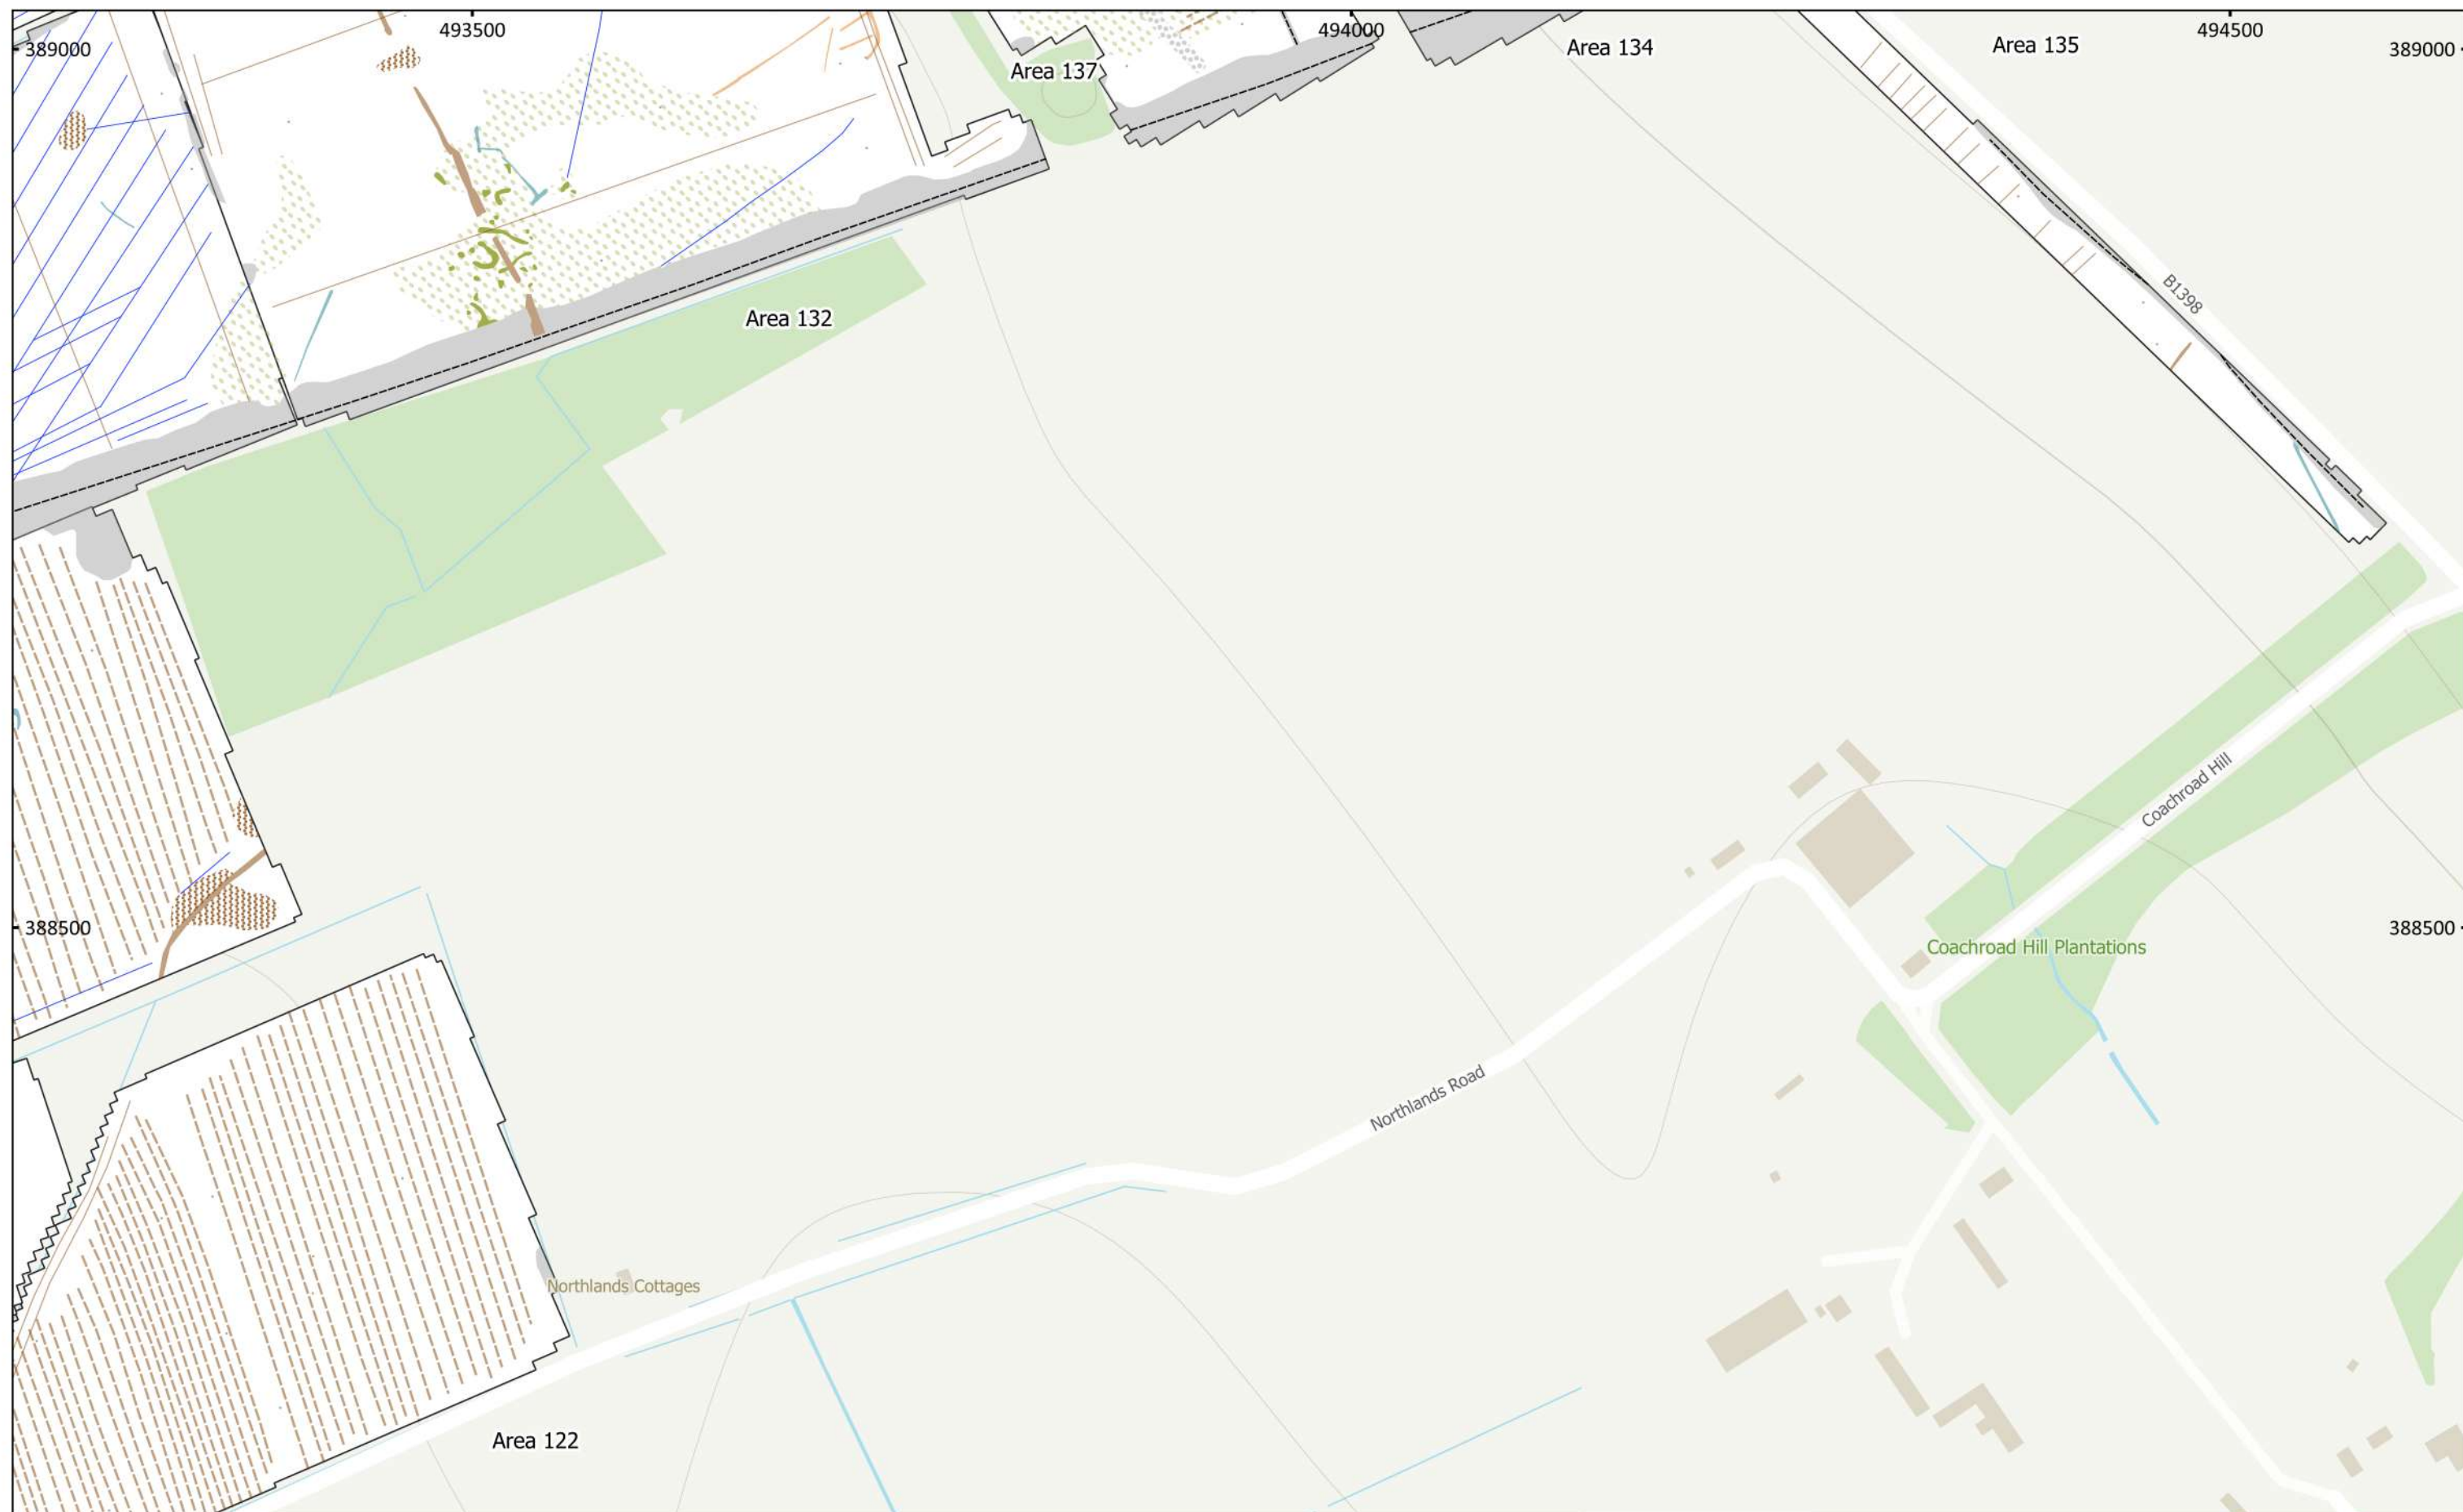 493500
494000
494500
389000
389000
Area 137
Area 134
Area 135
B1398
Area 132
Coachroad Hill
388500
388500
Coachroad Hill Plantations
Northlands Road
Northlands Cottages
Area 122